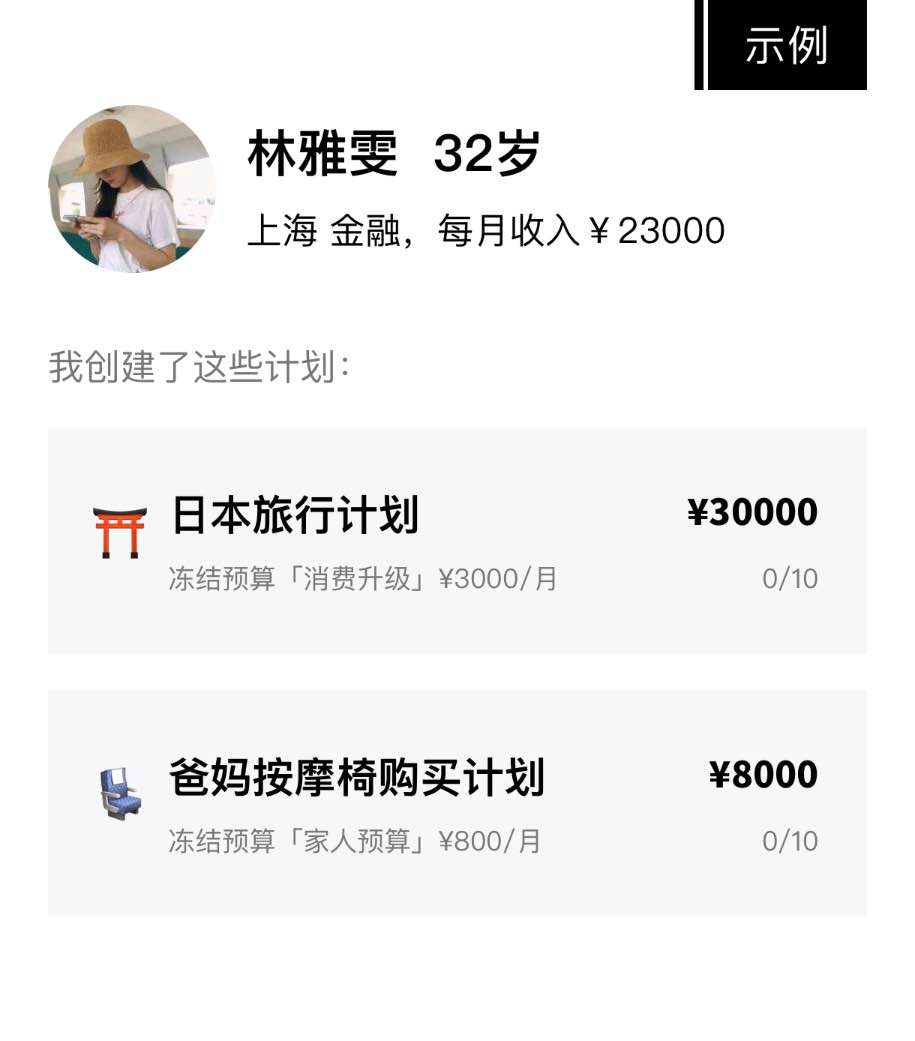 示例
林雅雯 32岁
上海 金融，每月收入￥23000
我创建了这些计划：
日本旅行计划 ¥30000
冻结预算「消费升级」¥3000/月 0/10
爸妈按摩椅购买计划 ¥8000
冻结预算「家人预算」¥800/月 0/10